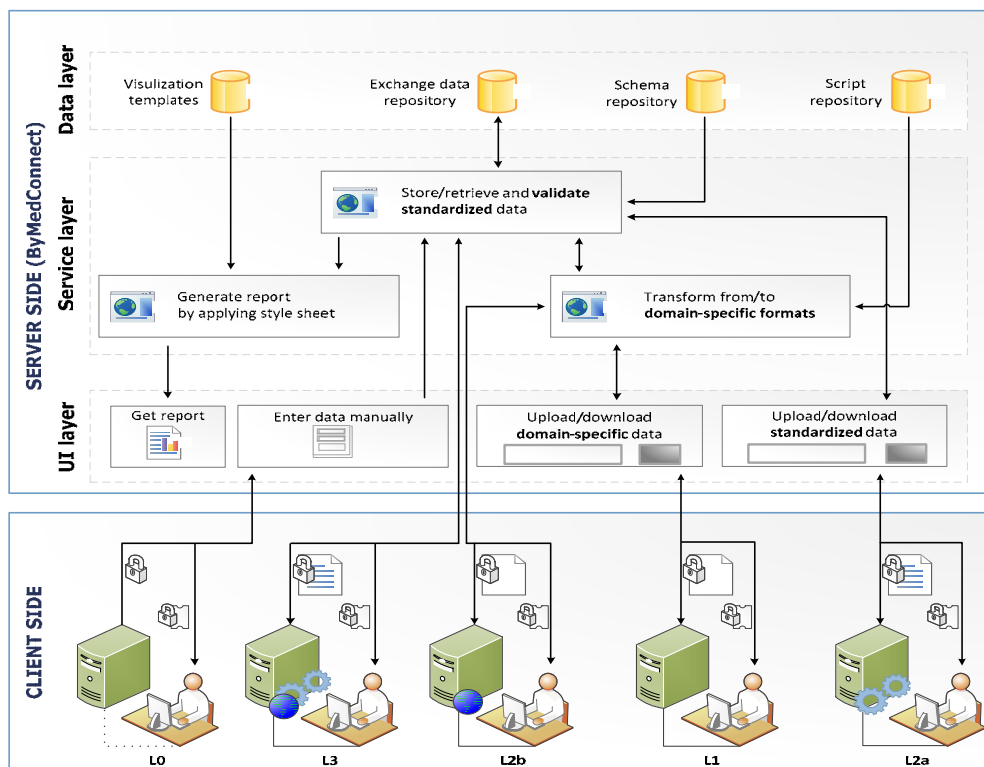 SERVER SIDE (ByMedConnect)
Data layer
Visulization
templates
Exchange data
repository
Schema
repository
Script
repository
Service layer
Store/retrieve and validate
standardized data
Generate report
by applying style sheet
Transform from/to
domain-specific formats
UI layer
Get report
Enter data manually
Upload/download
domain-specific data
Upload/download
standardized data
CLIENT SIDE
L0
L3
L2b
L1
L2a